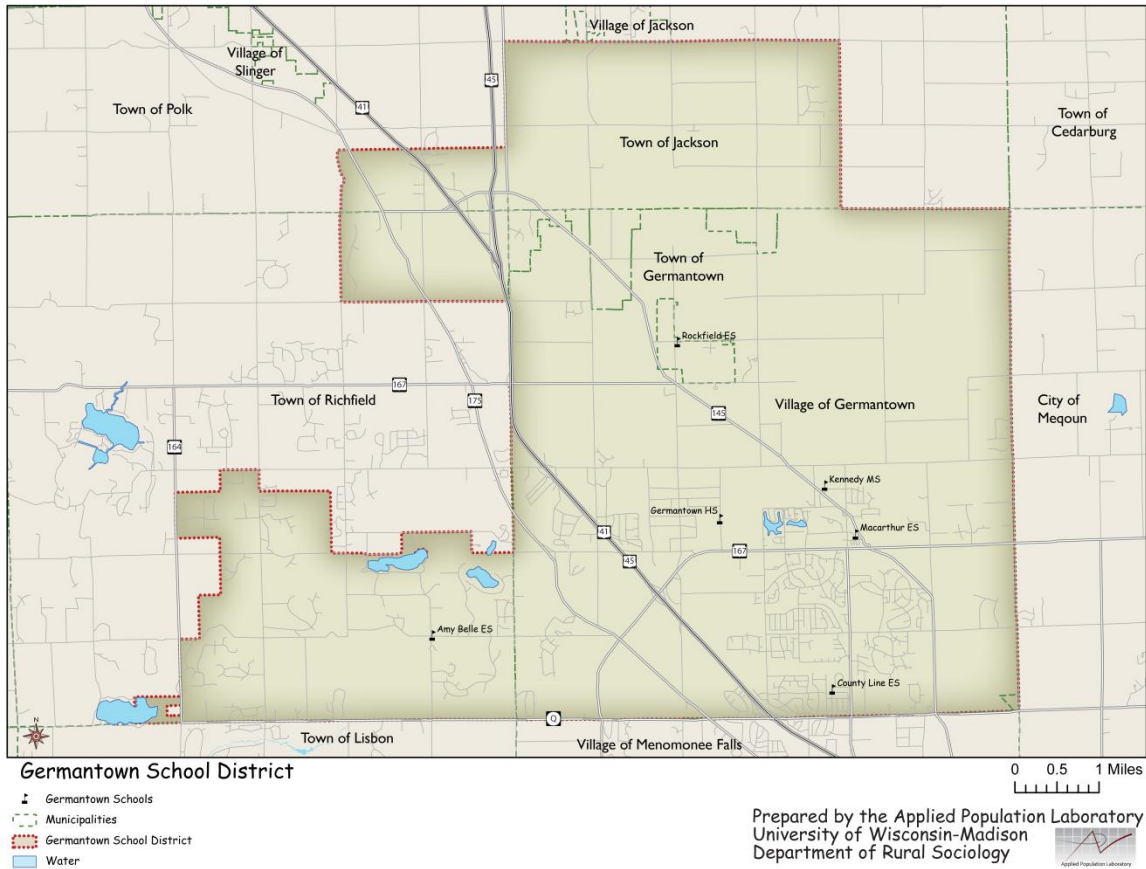 Village of Jackson
Village of
Slinger
45
Town of Polk
41
Town of Jackson
Town of
Cedarburg
Town of
Germantown
Rockfield ES
167
Town of Richfield
175
145
Village of Germantown
City of
Meqoun
164
Kennedy MS
Germantown HS
Macarthur ES
41
167
45
Amy Belle ES
County Line ES
Q
N
Town of Lisbon
Village of Menomonee Falls
Germantown School District
Germantown Schools
Municipalities
Germantown School District
Water
0 0.5 1 Miles
Prepared by the Applied Population Laboratory
University of Wisconsin-Madison
Department of Rural Sociology
Applied Population Laboratory